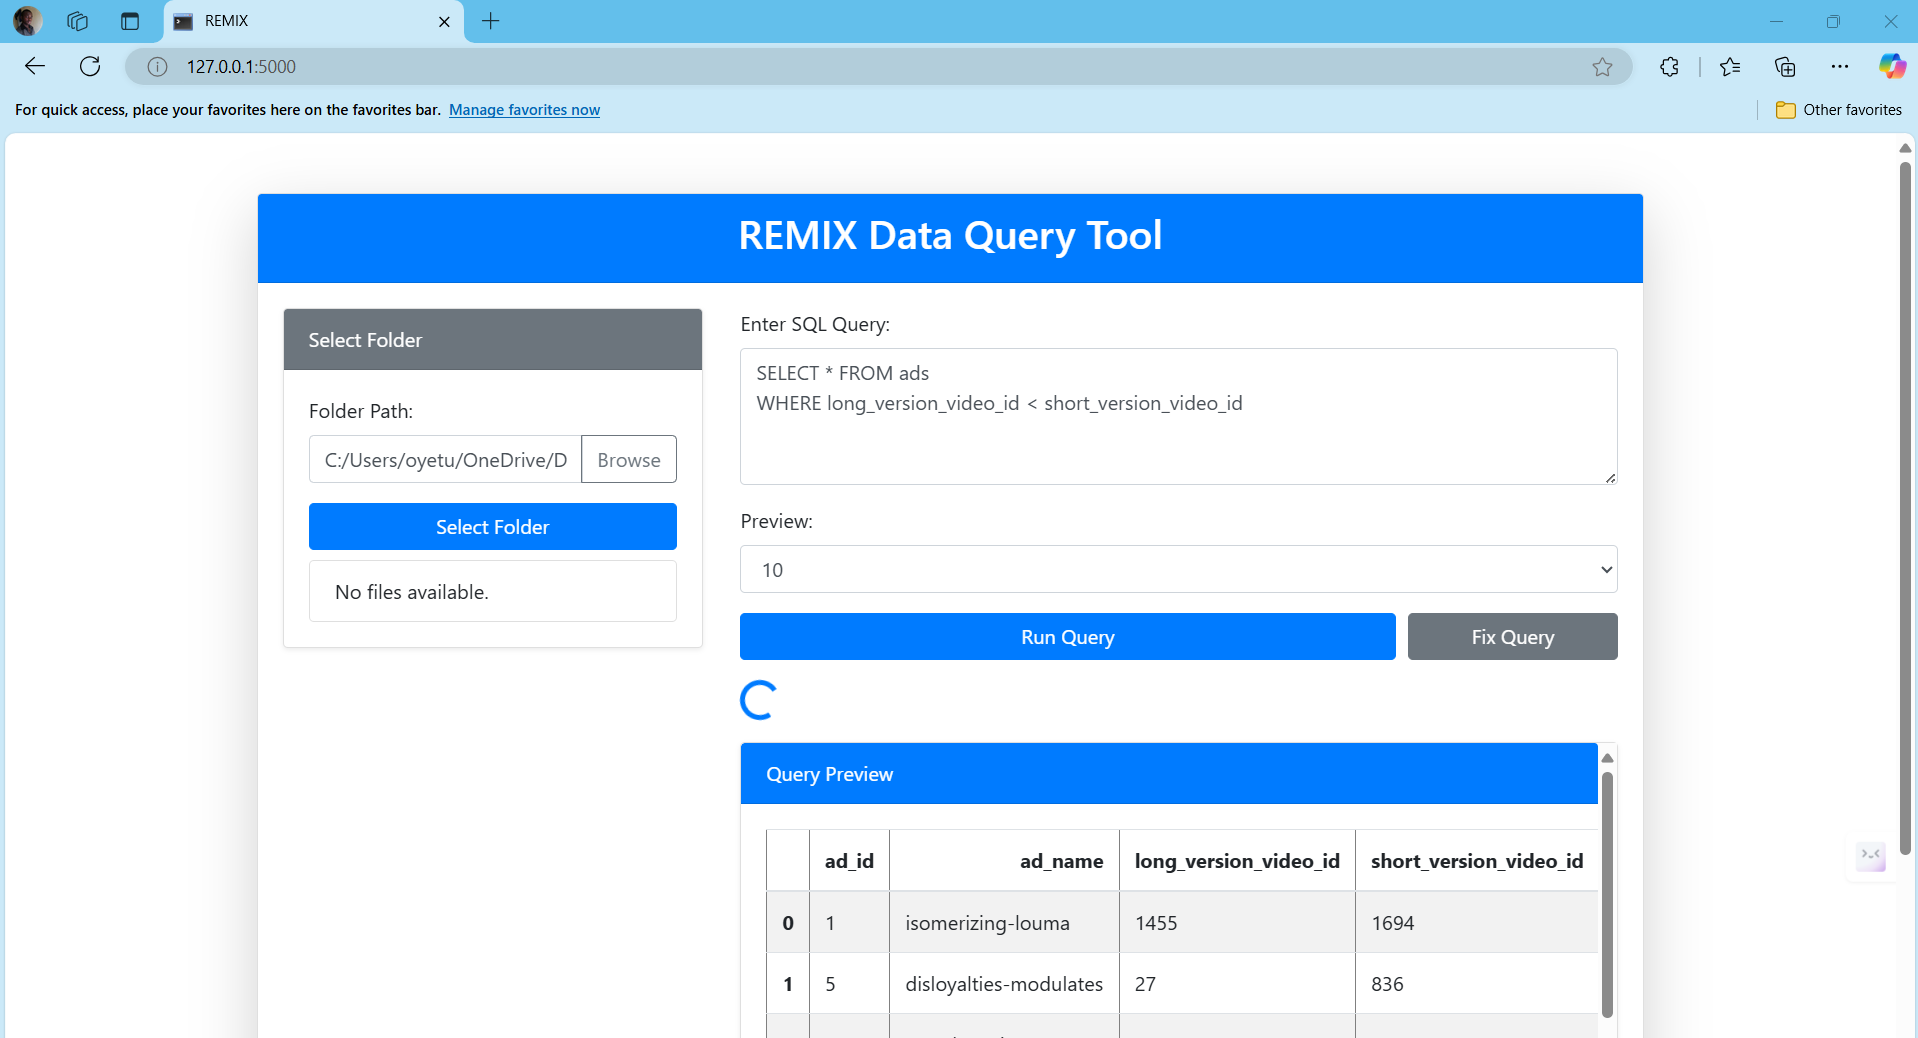 REMIX
127.0.0.1:5000
For quick access, place your favorites here on the favorites bar. Manage favorites now
Other favorites
REMIX Data Query Tool
Select Folder
Folder Path:
C:/Users/oyetu/OneDrive/D
Browse
Select Folder
No files available.
Enter SQL Query:
SELECT * FROM ads
WHERE long_version_video_id < short_version_video_id
Preview:
10
Run Query
Fix Query
Query Preview
ad_id ad_name long_version_video_id short_version_video_id
0 1 isomerizing-louma 1455 1694
1 5 disloyalties-modulates 27 836